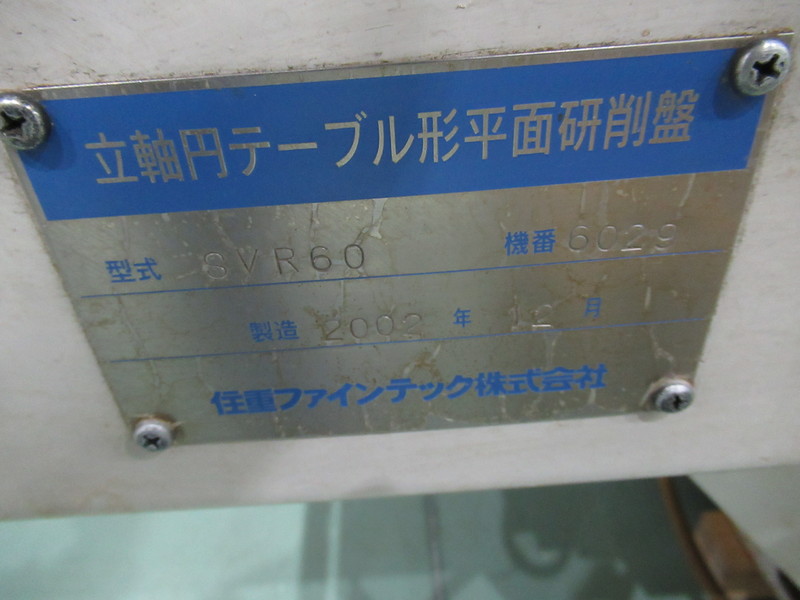 立軸円テーブル形平面研削盤
型式 SVR60 機番 6029
製造 2002 年 12 月
住重ファインテック株式会社